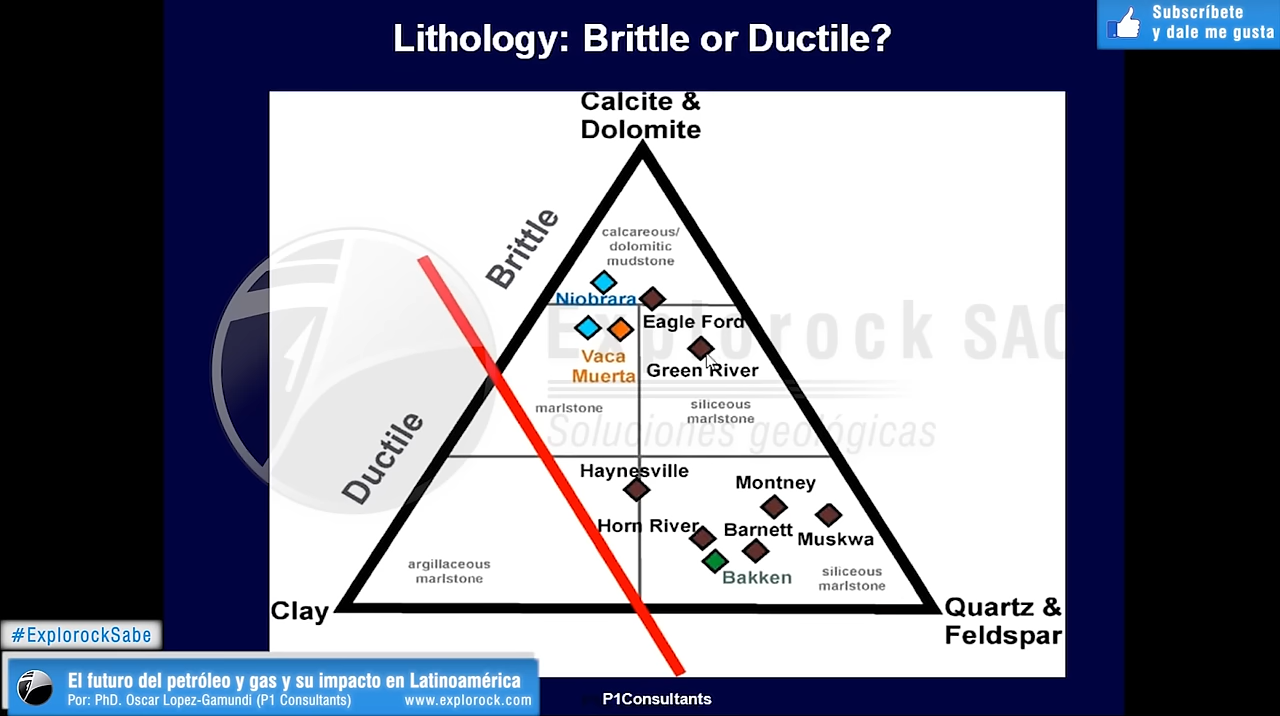 Lithology: Brittle or Ductile?
Subscríbete
y dale me gusta
Calcite &
Dolomite
Brittle
calcareous/
dolomitic
mudstone
Niobrara
Eagle Ford
Explorock SAC
Vaca
Muerta
Green River
marlstone
siliceous
marlstone
Soluciones geológicas
Ductile
Haynesville
Montney
Horn River
Barnett
Muskwa
argillaceous
marlstone
Bakken
siliceous
marlstone
Clay
Quartz &
Feldspar
#ExplorockSabe
El futuro del petróleo y gas y su impacto en Latinoamérica
Por: PhD. Oscar Lopez-Gamundi (P1 Consultants) www.explorock.com
P1Consultants